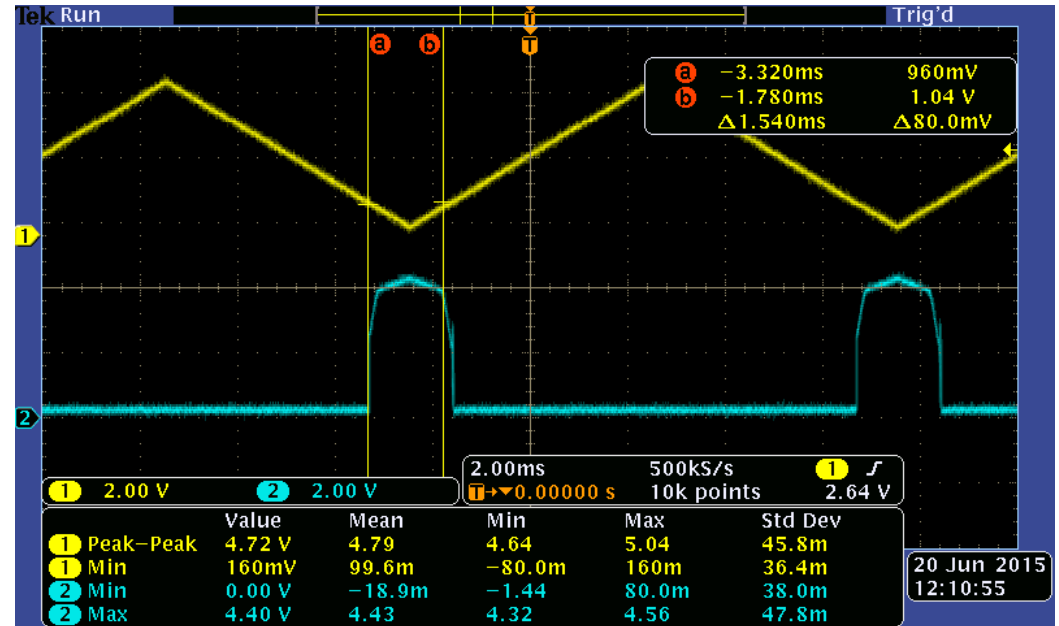 Tek Run Trig'd
a b T
T
a −3.320ms 960mV
b −1.780ms 1.04 V
Δ1.540ms Δ80.0mV
1
2
1 2.00 V 2 2.00 V
2.00ms 500kS/s 1 ƒ
T→▼0.00000 s 10k points 2.64 V
Value Mean Min Max Std Dev
1 Peak−Peak 4.72 V 4.79 4.64 5.04 45.8m
1 Min 160mV 99.6m −80.0m 160m 36.4m
2 Min 0.00 V −18.9m −1.44 80.0m 38.0m
2 Max 4.40 V 4.43 4.32 4.56 47.8m
20 Jun 2015
12:10:55